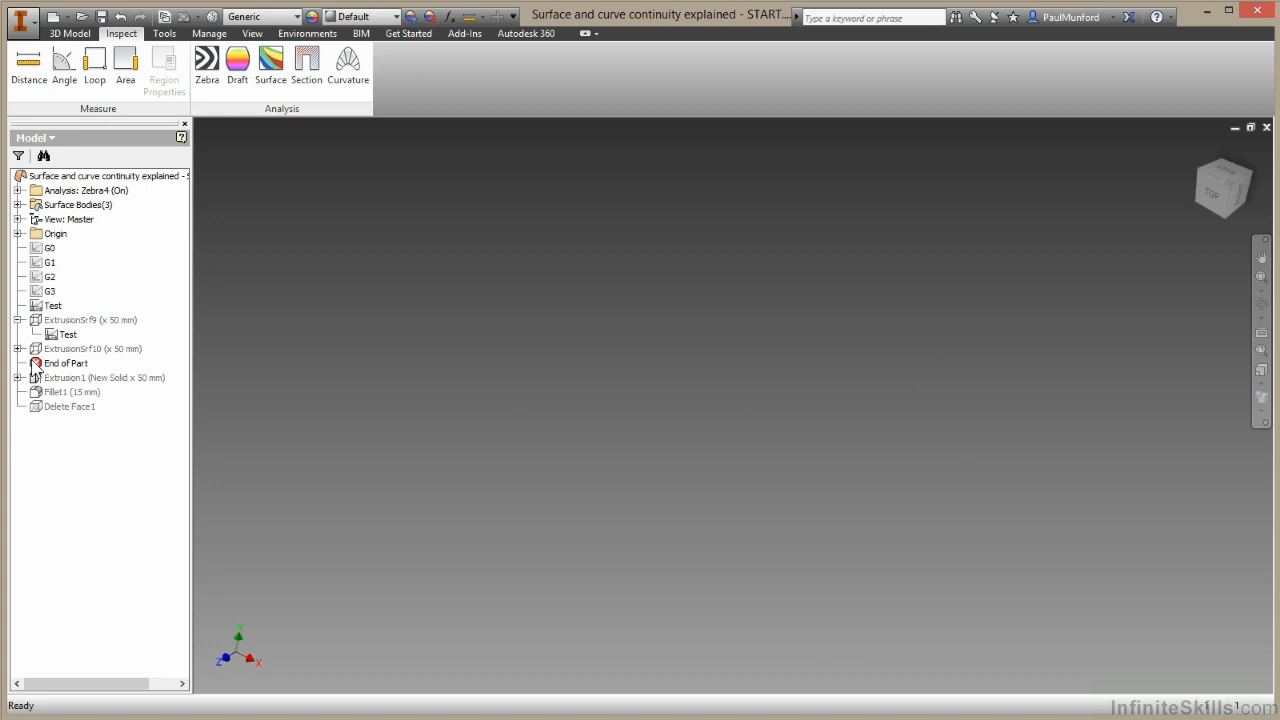 Generic
Default
Surface and curve continuity explained - START....
Type a keyword or phrase
PaulMunford
3D Model
Inspect
Tools
Manage
View
Environments
BIM
Get Started
Add-Ins
Autodesk 360
Distance
Angle
Loop
Area
Region
Properties
Zebra
Draft
Surface
Section
Curvature
Measure
Analysis
Model
Surface and curve continuity explained - S
Analysis: Zebra4 (On)
Surface Bodies(3)
View: Master
Origin
G0
G1
G2
G3
Test
ExtrusionSrf9 (x 50 mm)
Test
ExtrusionSrf10 (x 50 mm)
End of Part
Extrusion1 (New Solid x 50 mm)
Fillet1 (15 mm)
Delete Face1
TOP
Y
Z
X
Ready
1
InfiniteSkills.com